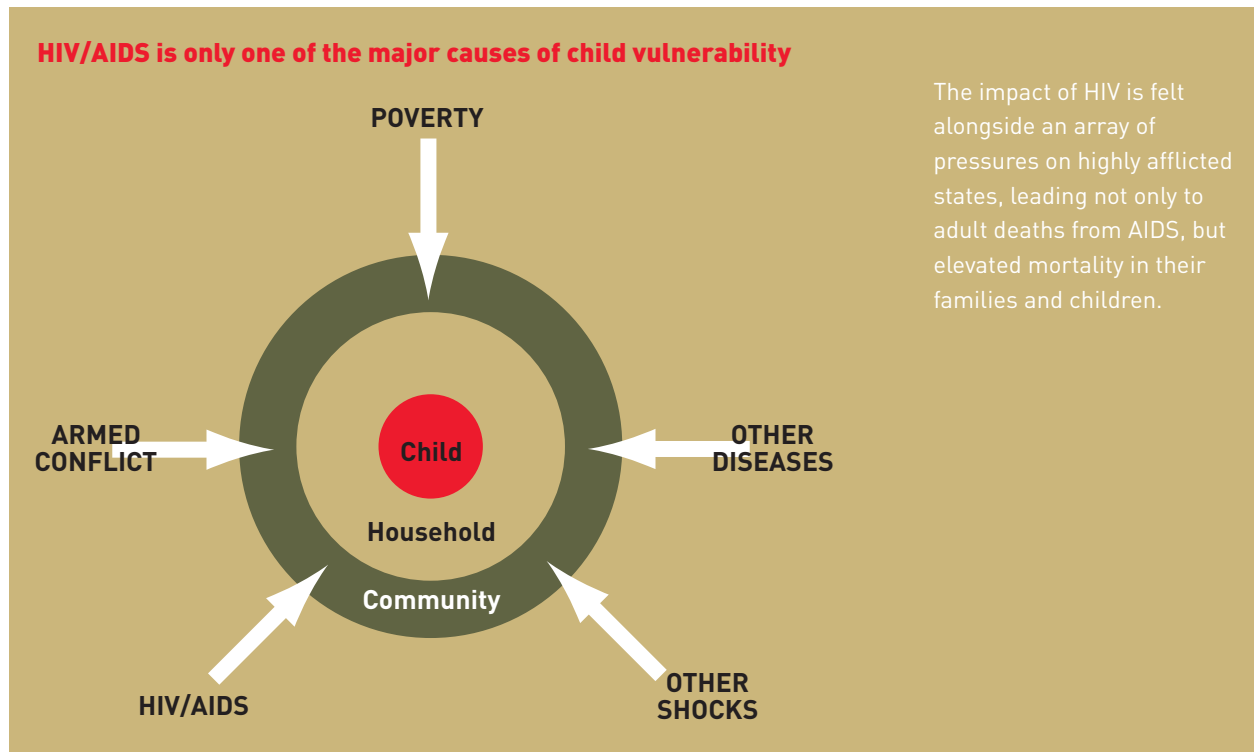 HIV/AIDS is only one of the major causes of child vulnerability
The impact of HIV is felt
alongside an array of
pressures on highly afflicted
states, leading not only to
adult deaths from AIDS, but
elevated mortality in their
families and children.
POVERTY
ARMED
CONFLICT
Child
OTHER
DISEASES
Household
Community
HIV/AIDS
OTHER
SHOCKS